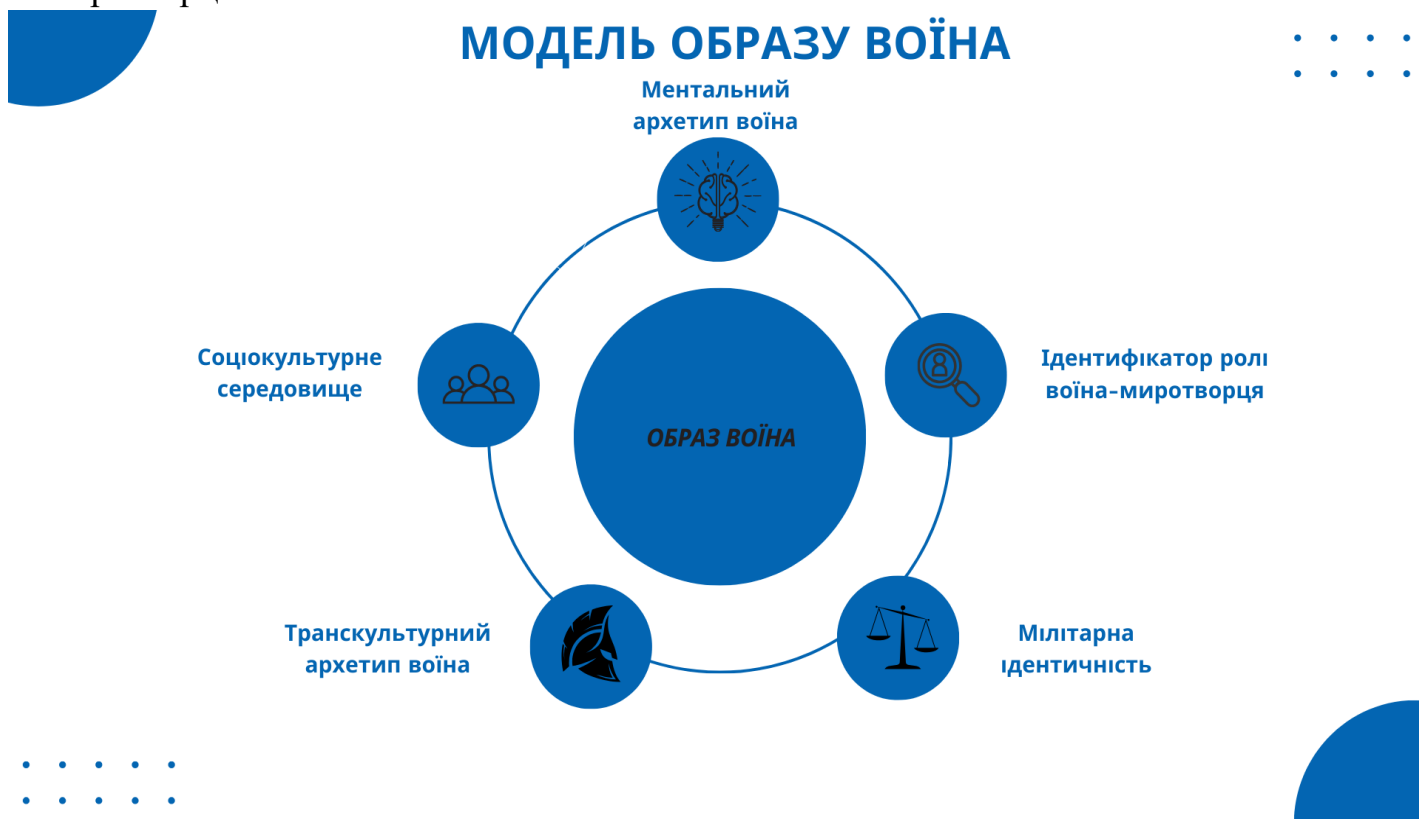 МОДЕЛЬ ОБРАЗУ ВОЇНА
Ментальний
архетип воїна
Соціокультурне
середовище
Ідентифікатор ролі
воїна-миротворця
ОБРАЗ ВОЇНА
Транскультурний
архетип воїна
Мілітарна
ідентичність